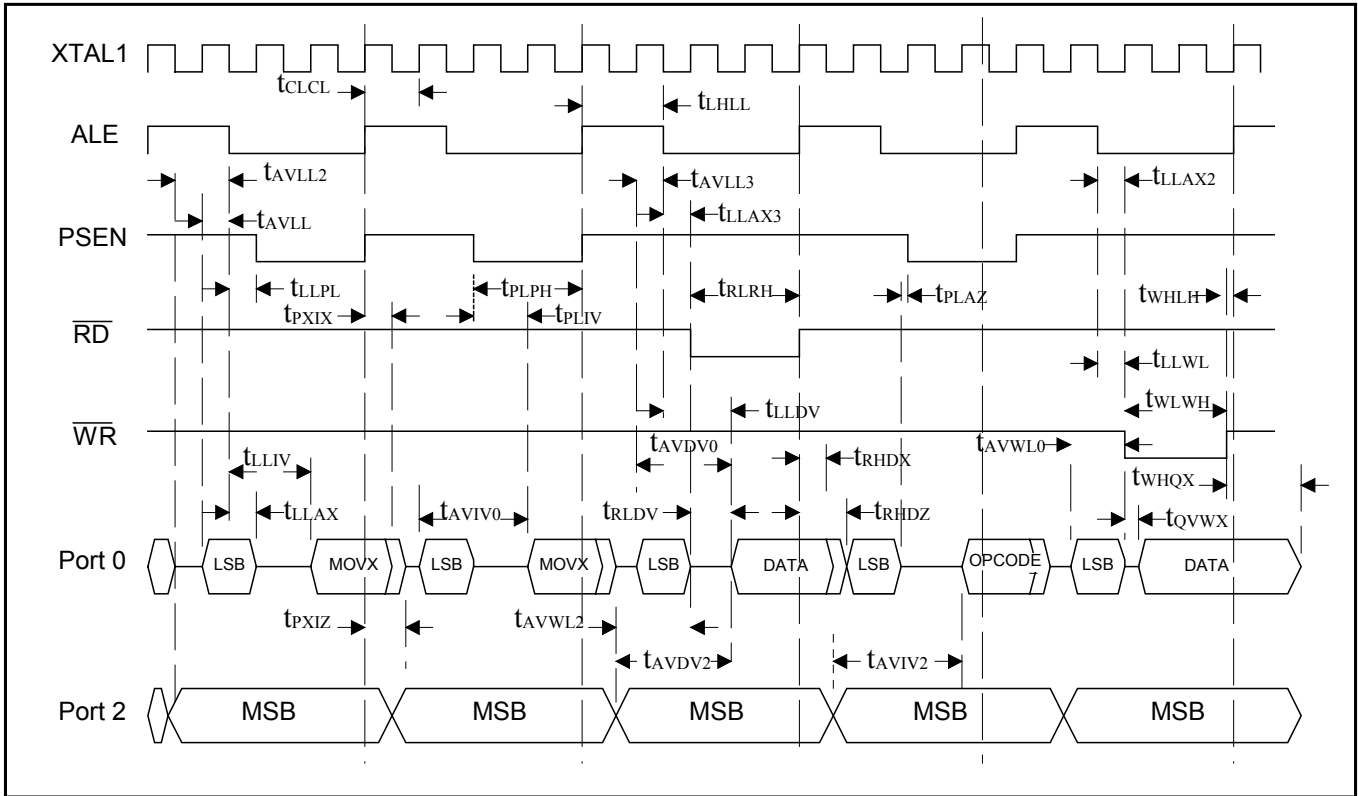 XTAL1
tCLCL
tLHLL
ALE
tAVLL2
tAVLL3
tLLAX2
tAVLL
tLLAX3
PSEN
tLLPL
tPLPH
tRLRH
tPLAZ
tWHLH
tPXIX
tPLIV
RD
tLLWL
tLLDV
tWLWH
WR
tAVDV0
tAVWL0
tLLIV
tRHDX
tWHQX
tLLAX
tAVIV0
tRLDV
tRHDZ
tQVWX
Port 0
LSB
MOVX
LSB
MOVX
LSB
DATA
LSB
OPCODE
LSB
DATA
tPXIZ
tAVWL2
tAVDV2
tAVIV2
Port 2
MSB
MSB
MSB
MSB
MSB